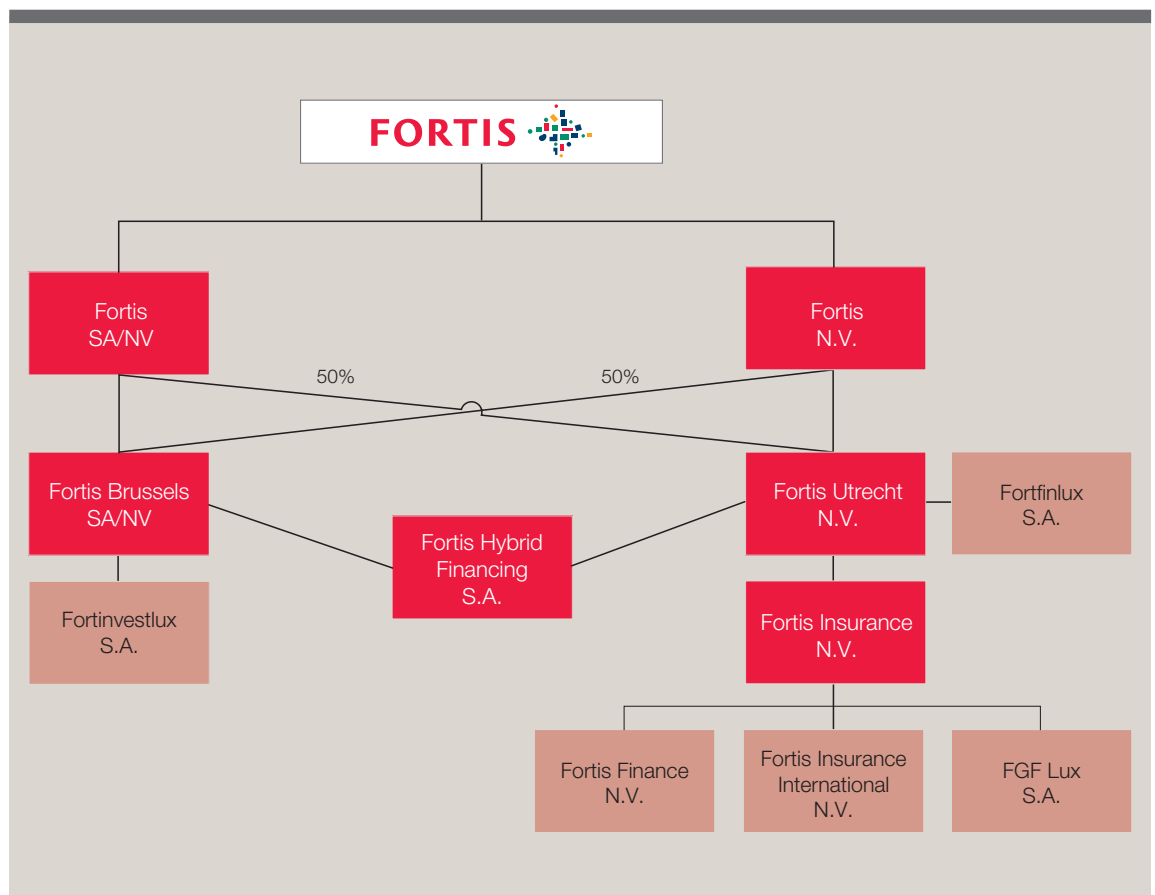 FORTIS
Fortis
SA/NV
Fortis
N.V.
50%
50%
Fortis Brussels
SA/NV
Fortis Utrecht
N.V.
Fortfinlux
S.A.
Fortis Hybrid
Financing
S.A.
Fortinvestlux
S.A.
Fortis Insurance
N.V.
Fortis Finance
N.V.
Fortis Insurance
International
N.V.
FGF Lux
S.A.